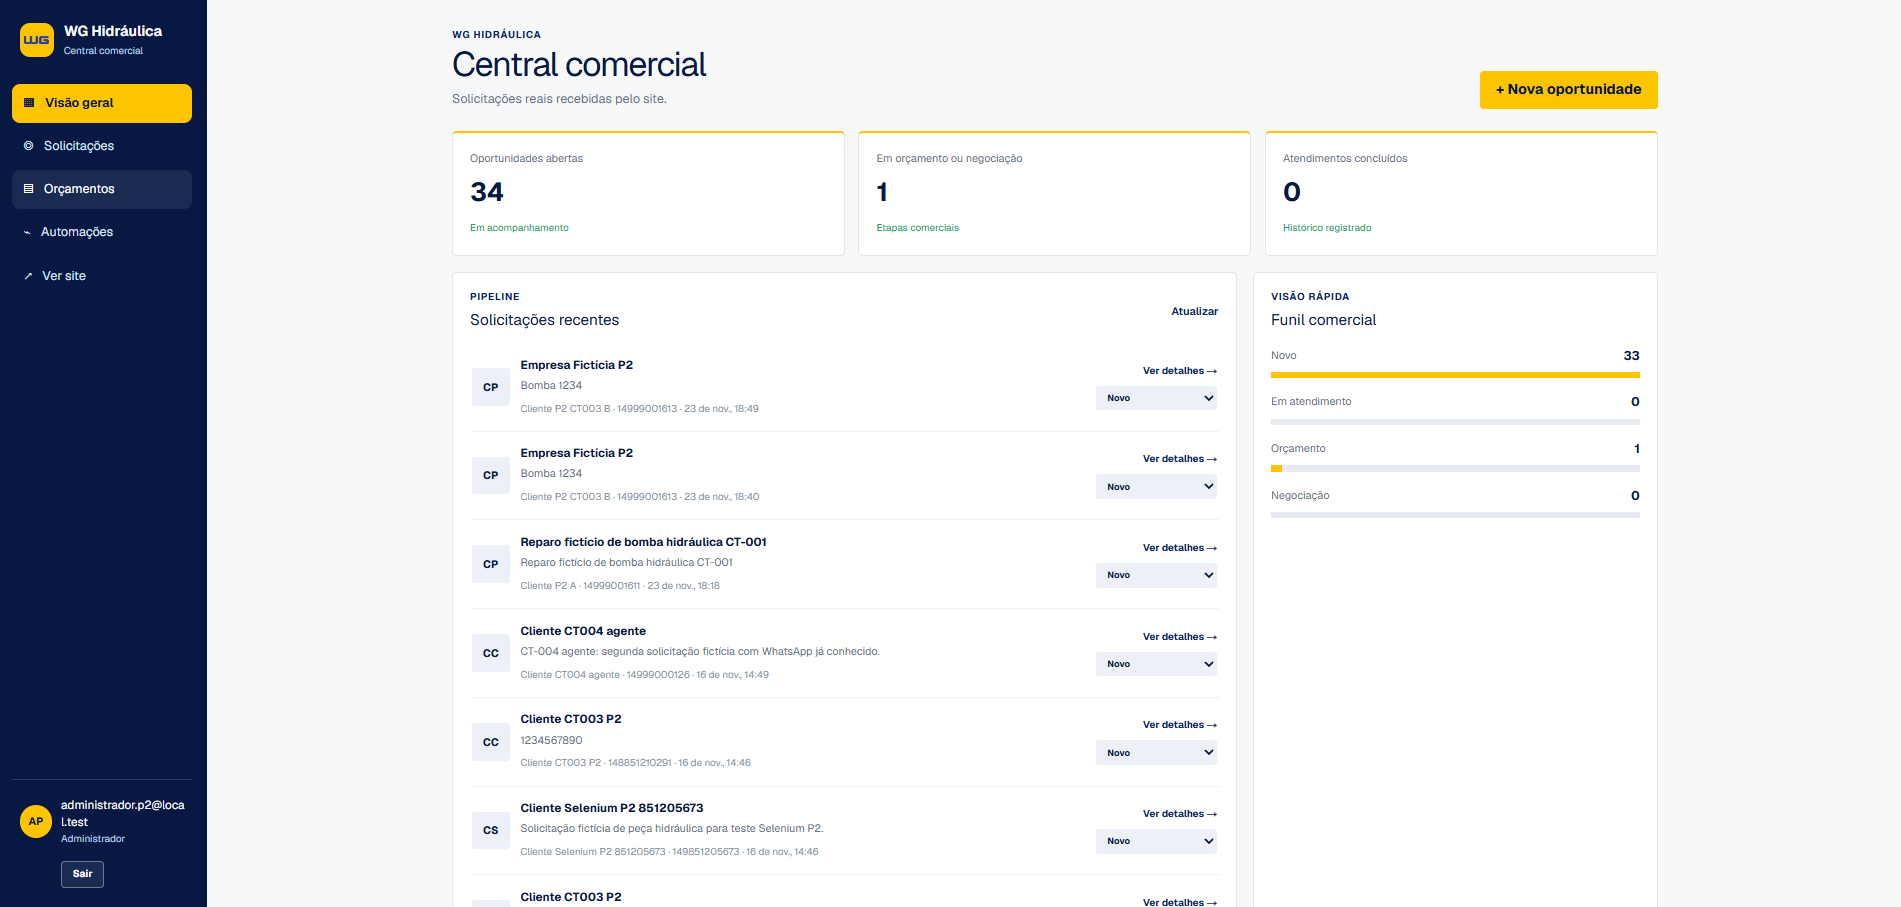 WG
WG Hidráulica
Central comercial
Visão geral
Solicitações
Orçamentos
Automações
Ver site
AP
administrador.p2@loca
l.test
Administrador
Sair
WG HIDRÁULICA
Central comercial
Solicitações reais recebidas pelo site.
+ Nova oportunidade
Oportunidades abertas
34
Em acompanhamento
Em orçamento ou negociação
1
Etapas comerciais
Atendimentos concluídos
0
Histórico registrado
PIPELINE
Solicitações recentes
Atualizar
CP
Empresa Fictícia P2
Bomba 1234
Cliente P2 CT003 B · 14999001613 · 23 de nov., 18:49
Ver detalhes →
Novo
CP
Empresa Fictícia P2
Bomba 1234
Cliente P2 CT003 B · 14999001613 · 23 de nov., 18:40
Ver detalhes →
Novo
CP
Reparo fictício de bomba hidráulica CT-001
Reparo fictício de bomba hidráulica CT-001
Cliente P2 A · 14999001611 · 23 de nov., 18:18
Ver detalhes →
Novo
CC
Cliente CT004 agente
CT-004 agente: segunda solicitação fictícia com WhatsApp já conhecido.
Cliente CT004 agente · 14999000126 · 16 de nov., 14:49
Ver detalhes →
Novo
CC
Cliente CT003 P2
1234567890
Cliente CT003 P2 · 148851210291 · 16 de nov., 14:46
Ver detalhes →
Novo
CS
Cliente Selenium P2 851205673
Solicitação fictícia de peça hidráulica para teste Selenium P2.
Cliente Selenium P2 851205673 · 149851205673 · 16 de nov., 14:46
Ver detalhes →
Novo
Cliente CT003 P2
Ver detalhes →
VISÃO RÁPIDA
Funil comercial
Novo 33
Em atendimento 0
Orçamento 1
Negociação 0